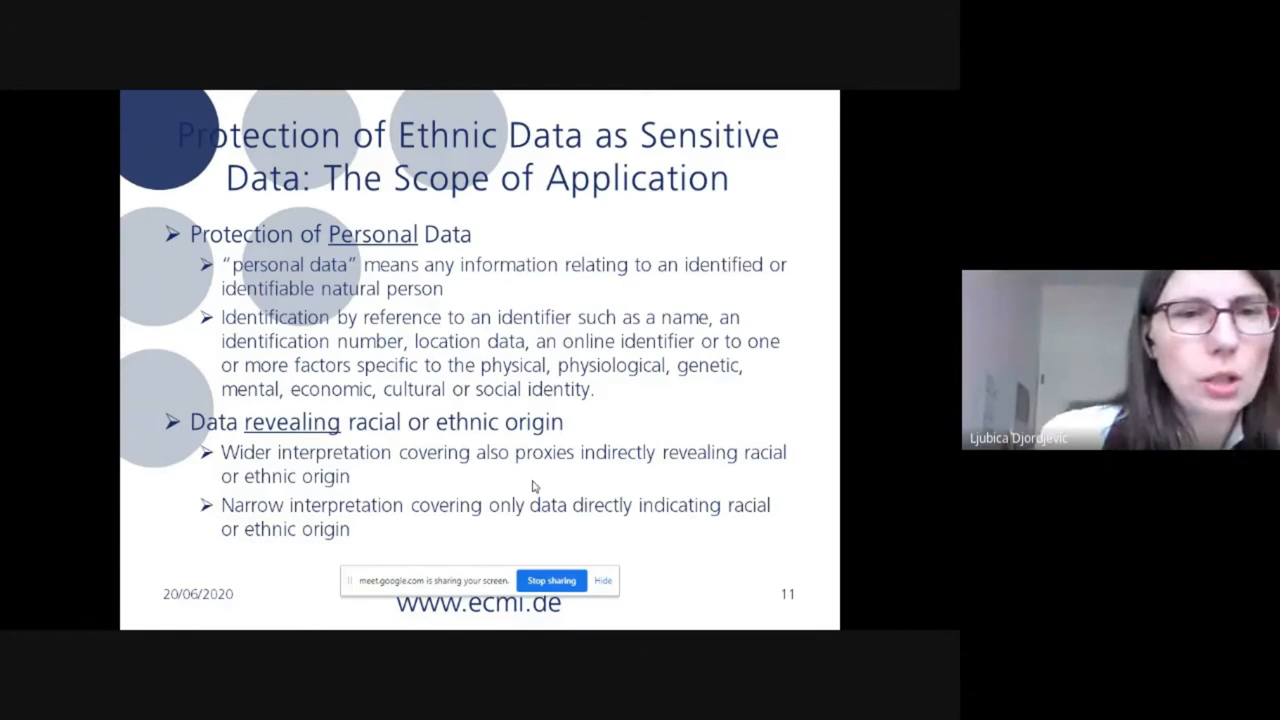 Protection of Ethnic Data as Sensitive
Data: The Scope of Application
➢ Protection of Personal Data
➢ “personal data” means any information relating to an identified or
identifiable natural person
➢ Identification by reference to an identifier such as a name, an
identification number, location data, an online identifier or to one
or more factors specific to the physical, physiological, genetic,
mental, economic, cultural or social identity.
➢ Data revealing racial or ethnic origin
➢ Wider interpretation covering also proxies indirectly revealing racial
or ethnic origin
➢ Narrow interpretation covering only data directly indicating racial
or ethnic origin
meet.google.com is sharing your screen. Stop sharing Hide
20/06/2020 www.ecmi.de 11
Ljubica Djordjevic